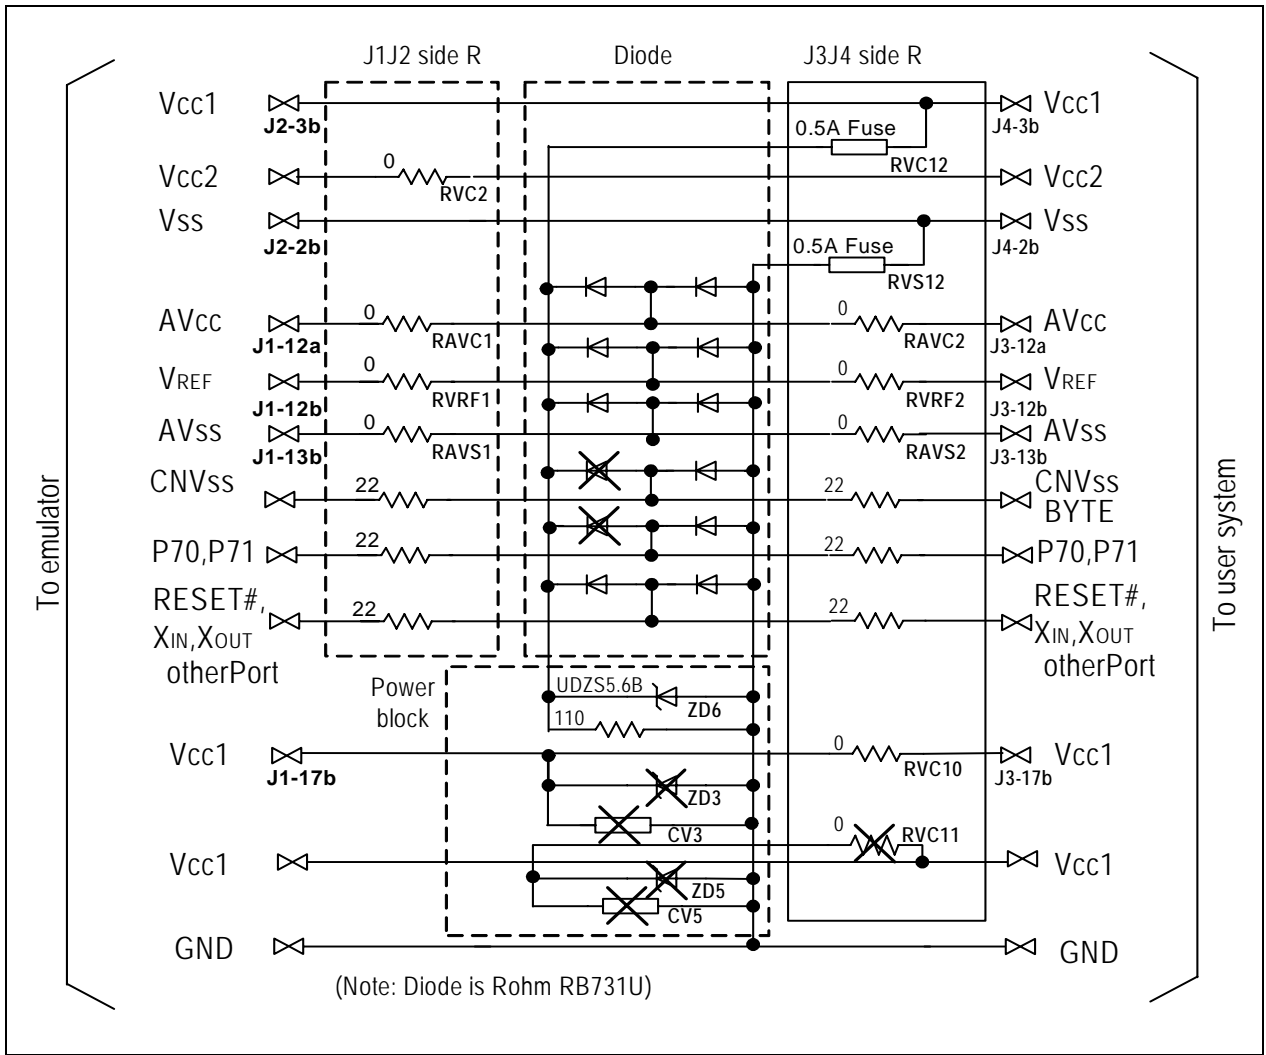 J1J2 side R Diode J3J4 side R
Vcc1 J2-3b J4-3b Vcc1
0.5A Fuse
RVC12
Vcc2 0 RVC2 Vcc2
Vss J2-2b J4-2b Vss
0.5A Fuse
RVS12
AVcc J1-12a 0 RAVC1 0 RAVC2 J3-12a AVcc
VREF J1-12b 0 RVRF1 0 RVRF2 J3-12b VREF
AVss J1-13b 0 RAVS1 0 RAVS2 J3-13b AVss
CNVss 22 22 CNVss
BYTE
P70,P71 22 22 P70,P71
RESET#, 22 22 RESET#,
XIN,XOUT XIN,XOUT
otherPort otherPort
To emulator
To user system
Power
block
UDZS5.6B ZD6
110
Vcc1 J1-17b 0 RVC10 J3-17b Vcc1
ZD3
CV3
0 RVC11
Vcc1 Vcc1
ZD5
CV5
GND GND
(Note: Diode is Rohm RB731U)